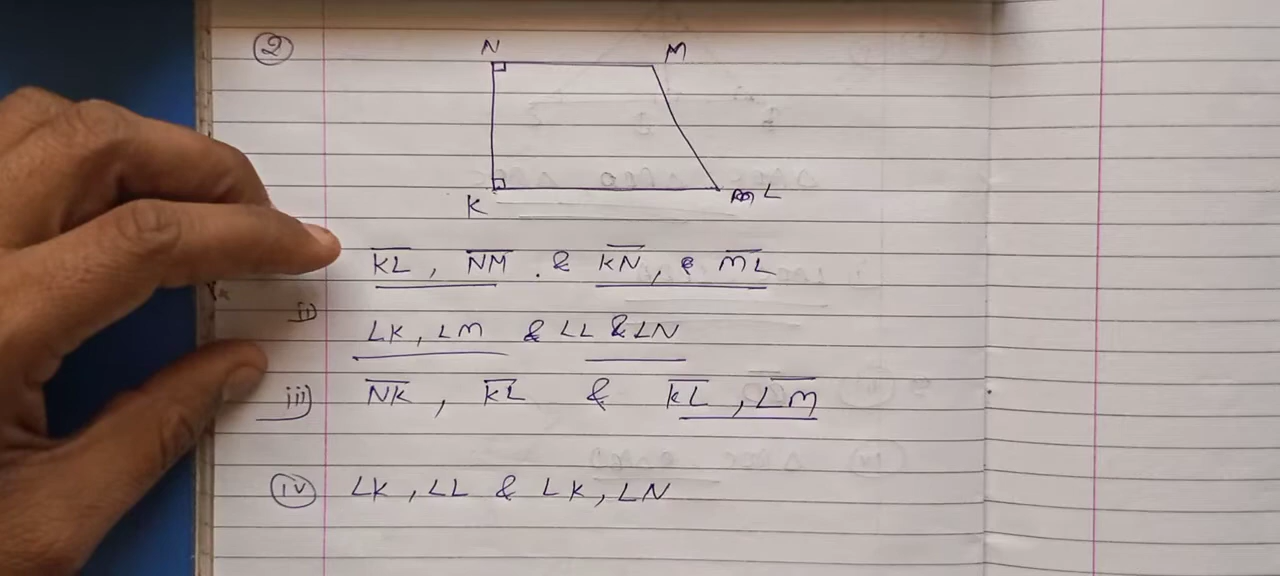 ②
N M
K L
KL, NM. & KN, & ML
ii) ∠K, ∠M & ∠L & ∠N
iii) NK, KL & KL, LM
iv ∠K, ∠L & ∠K, ∠N